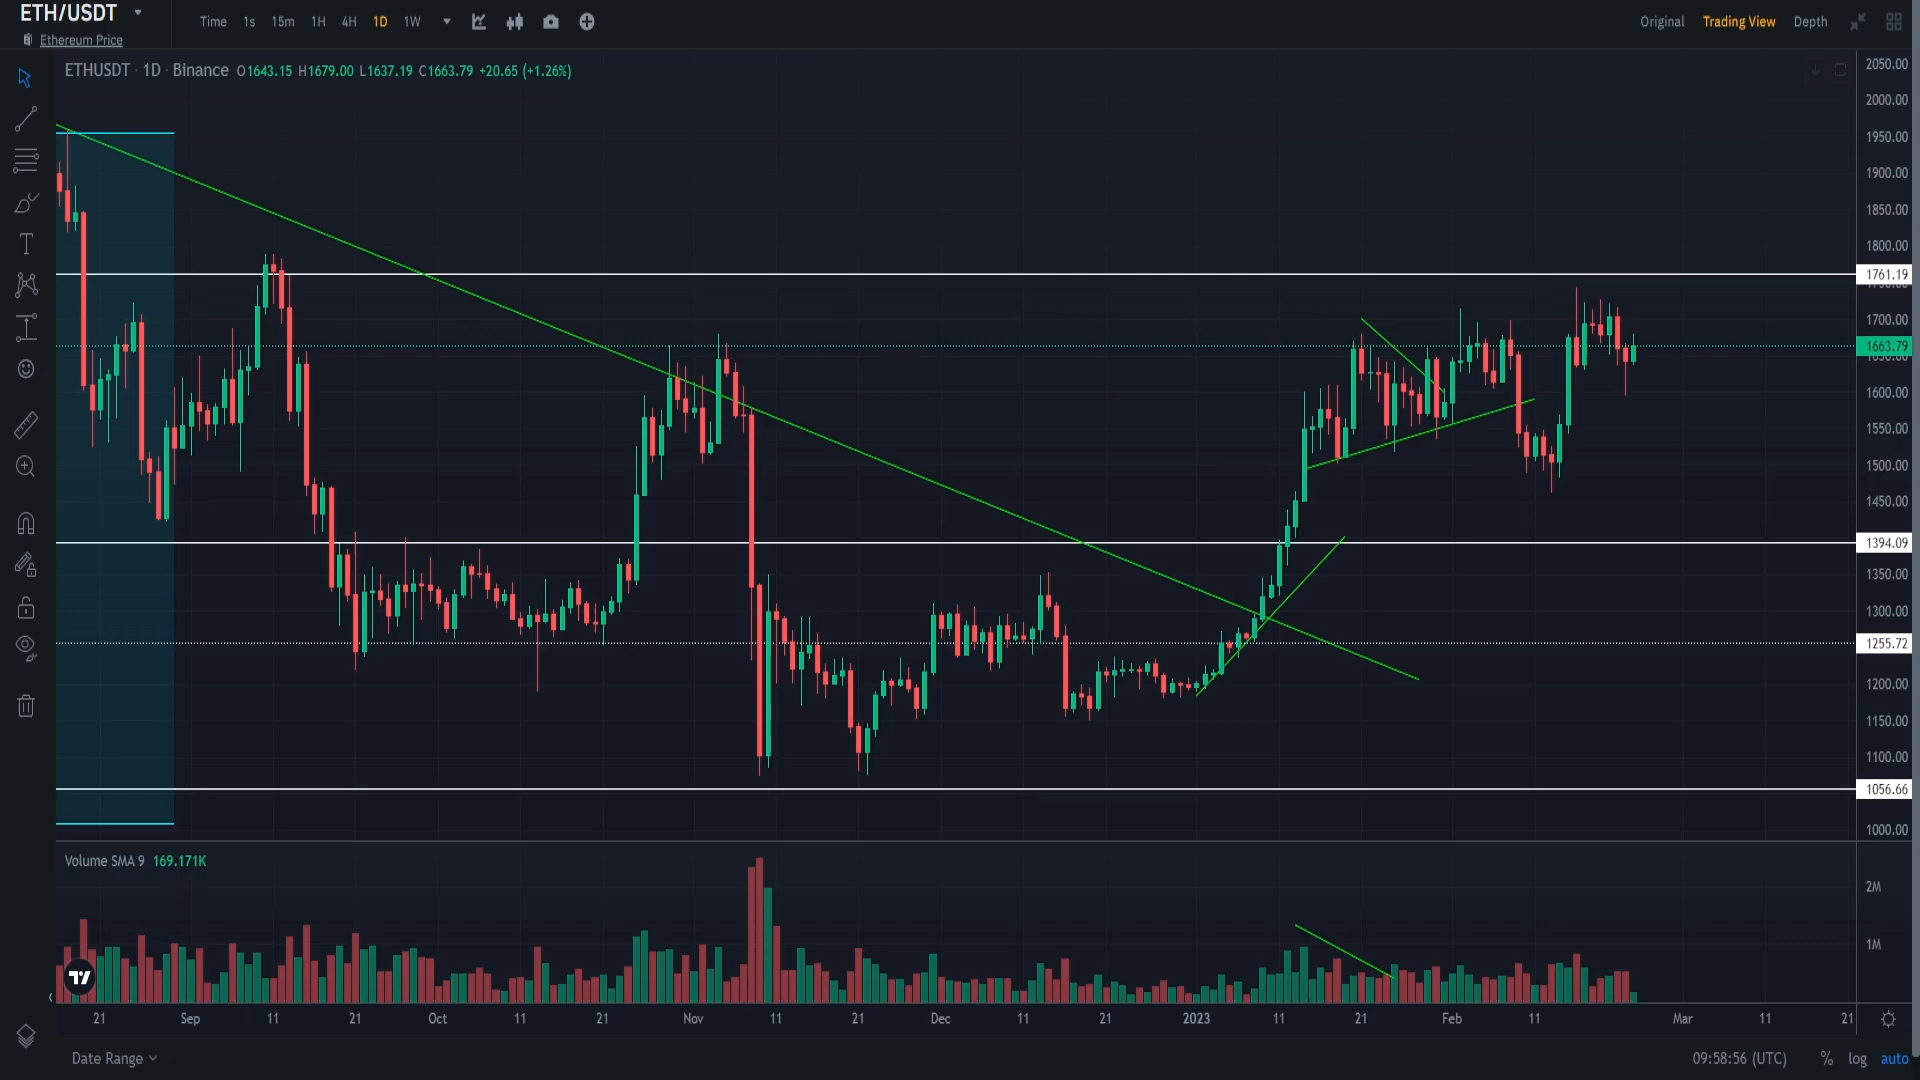 ETH/USDT
Ethereum Price
Time 1s 15m 1H 4H 1D 1W
Original Trading View Depth
ETHUSDT · 1D · Binance O1643.15 H1679.00 L1637.19 C1663.79 +20.65 (+1.26%)
2050.00
2000.00
1950.00
1900.00
1850.00
1800.00
1761.19
1700.00
1663.79
1600.00
1550.00
1500.00
1450.00
1394.09
1350.00
1300.00
1255.72
1200.00
1150.00
1100.00
1056.66
1000.00
Volume SMA 9 169.171K
2M
1M
21 Sep 11 21 Oct 11 21 Nov 11 21 Dec 11 21 2023 11 21 Feb 11 Mar 11 21
Date Range
09:58:56 (UTC) % log auto